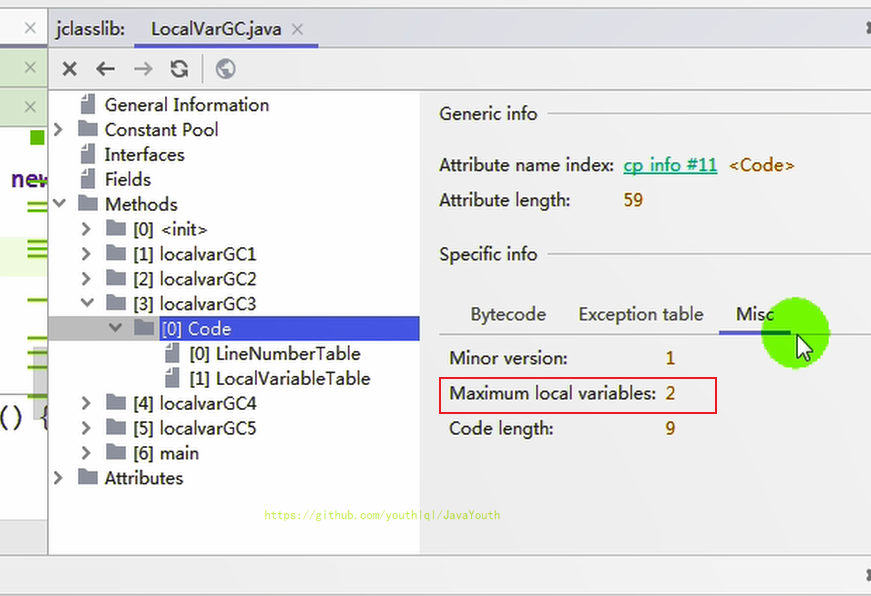 jclasslib: LocalVarGC.java
General Information
Constant Pool
Interfaces
Fields
Methods
[0] <init>
[1] localvarGC1
[2] localvarGC2
[3] localvarGC3
[0] Code
[0] LineNumberTable
[1] LocalVariableTable
[4] localvarGC4
[5] localvarGC5
[6] main
Attributes
Generic info
Attribute name index: cp info #11 <Code>
Attribute length: 59
Specific info
Bytecode Exception table Misc
Minor version: 1
Maximum local variables: 2
Code length: 9
new
() {
https://github.com/youthlql/JavaYouth